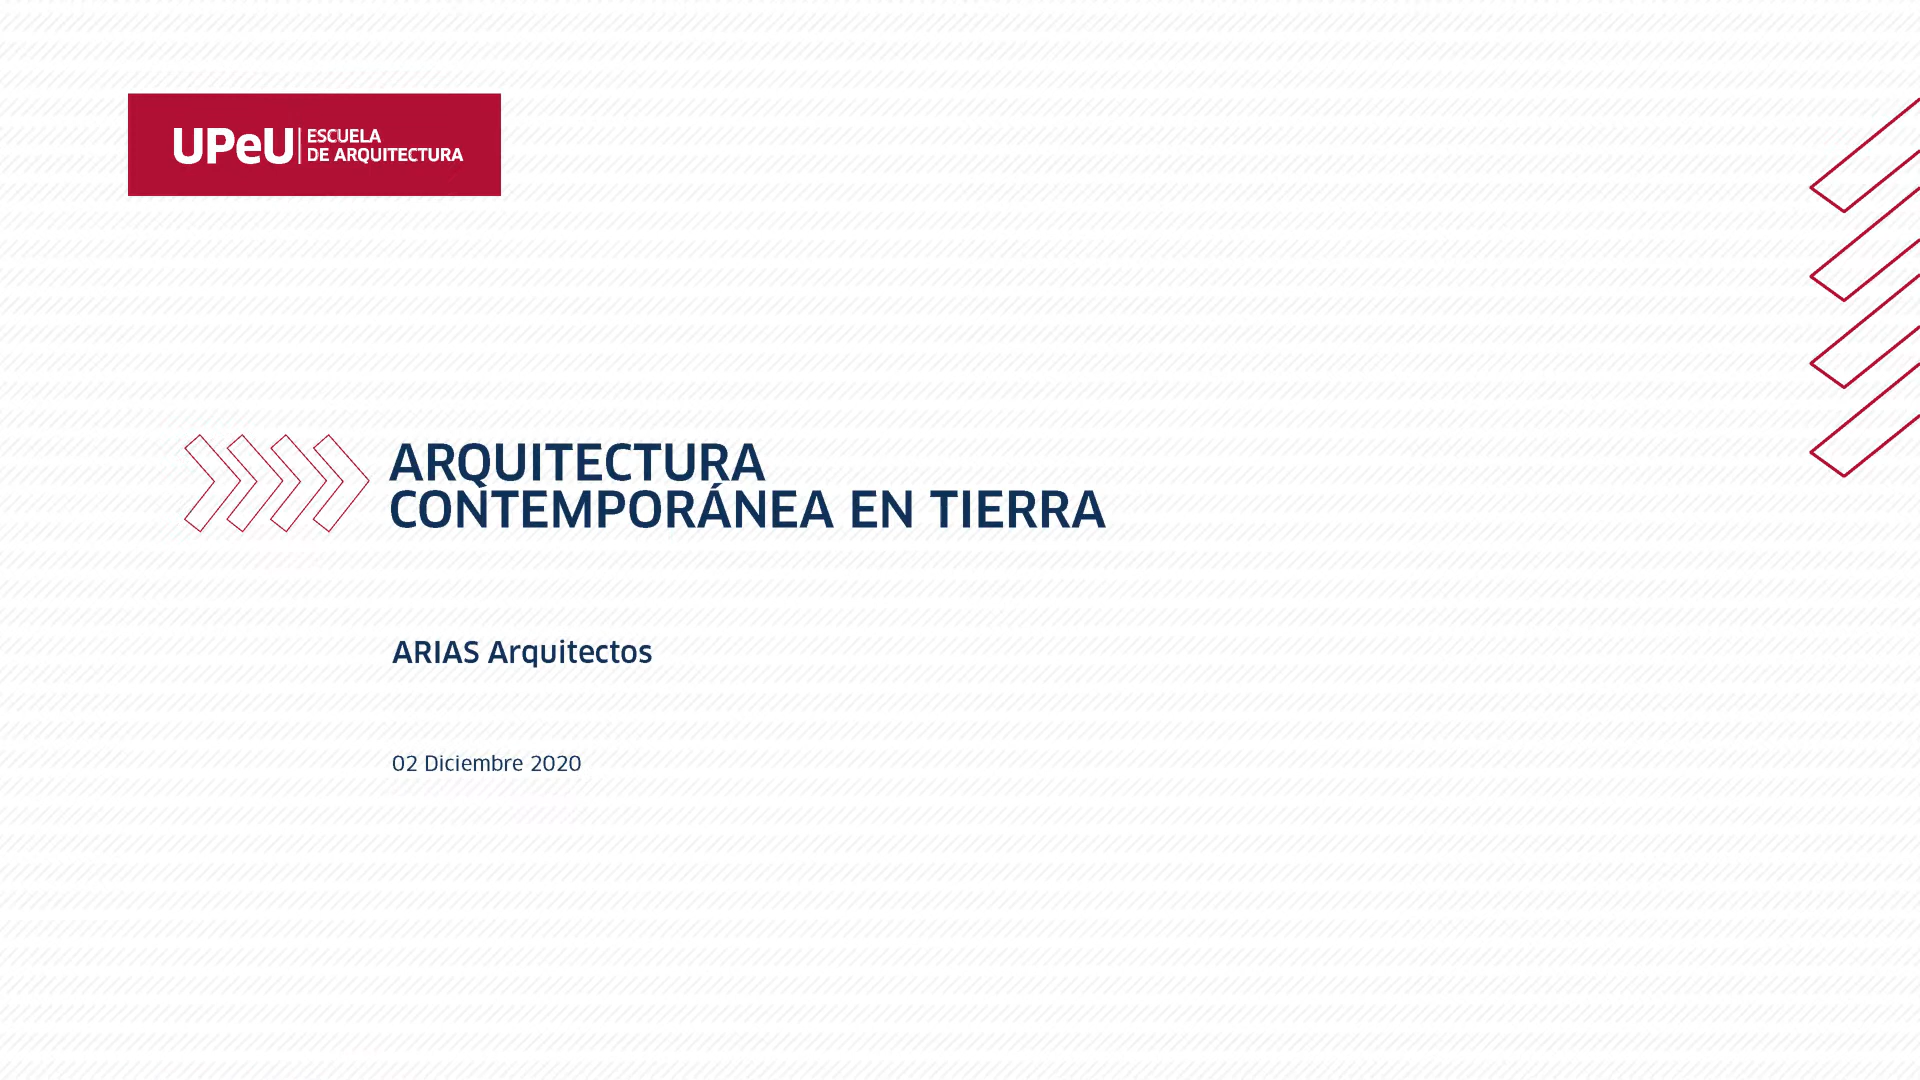 UPeU ESCUELA
DE ARQUITECTURA
ARQUITECTURA
CONTEMPORÁNEA EN TIERRA
ARIAS Arquitectos
02 Diciembre 2020